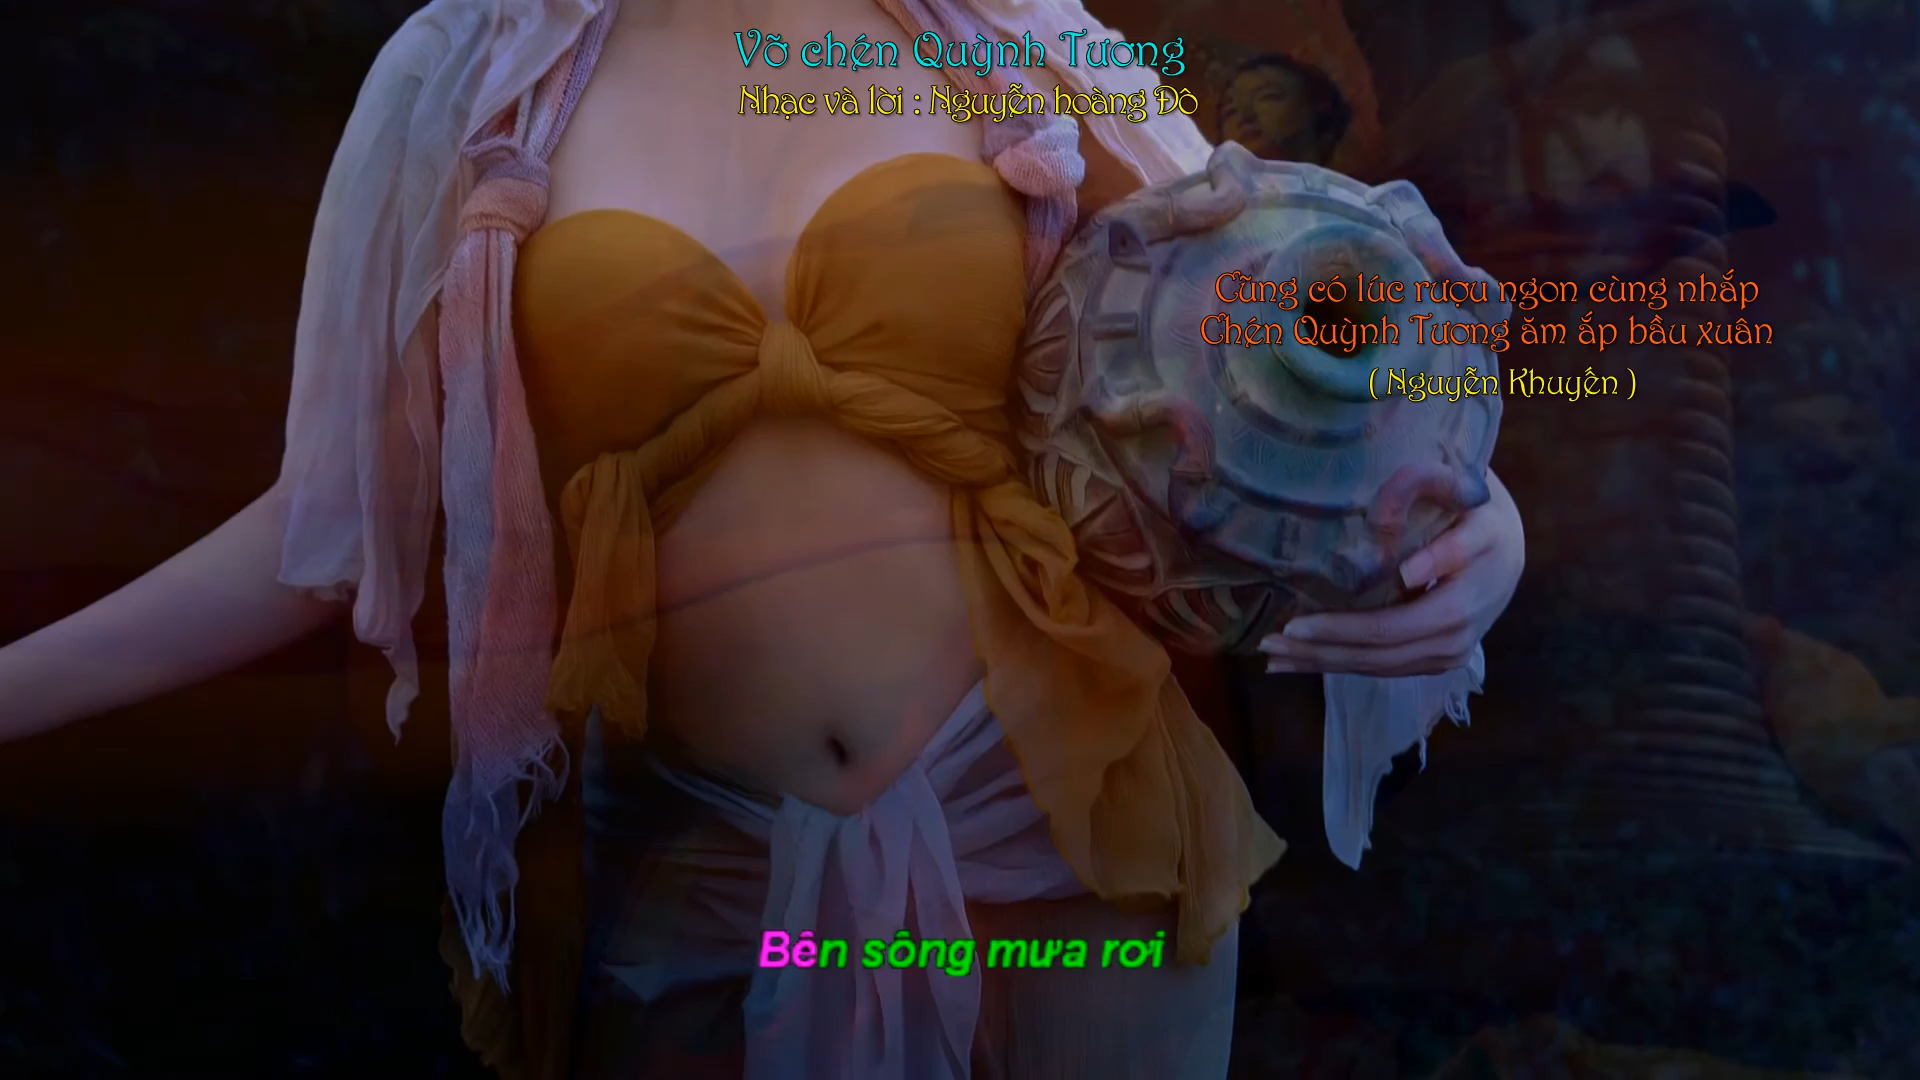 Vỡ chén Quỳnh Tương
Nhạc và lời : Nguyễn hoàng Đô
Cũng có lúc rượu ngon cùng nhắp
Chén Quỳnh Tương ăm ắp bầu xuân
( Nguyễn Khuyến )
Bên sông mưa rơi